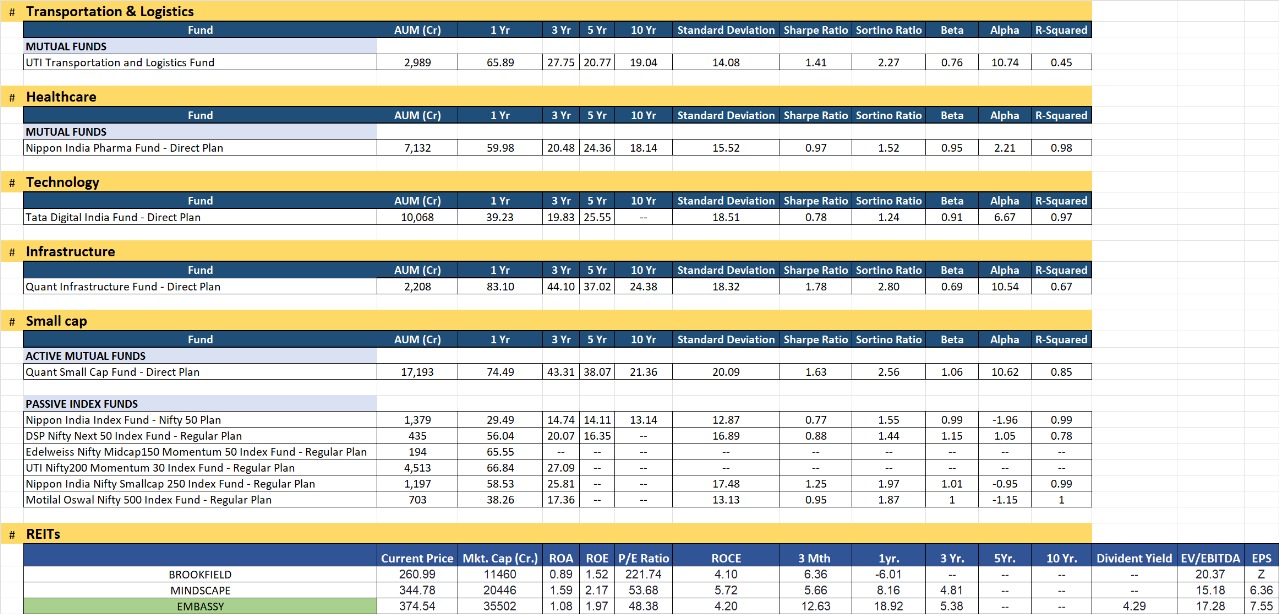 # Transportation & Logistics
Fund AUM (Cr) 1 Yr 3 Yr 5 Yr 10 Yr Standard Deviation Sharpe Ratio Sortino Ratio Beta Alpha R-Squared
MUTUAL FUNDS
UTI Transportation and Logistics Fund 2,989 65.89 27.75 20.77 19.04 14.08 1.41 2.27 0.76 10.74 0.45
# Healthcare
Fund AUM (Cr) 1 Yr 3 Yr 5 Yr 10 Yr Standard Deviation Sharpe Ratio Sortino Ratio Beta Alpha R-Squared
MUTUAL FUNDS
Nippon India Pharma Fund - Direct Plan 7,132 59.98 20.48 24.36 18.14 15.52 0.97 1.52 0.95 2.21 0.98
# Technology
Fund AUM (Cr) 1 Yr 3 Yr 5 Yr 10 Yr Standard Deviation Sharpe Ratio Sortino Ratio Beta Alpha R-Squared
Tata Digital India Fund - Direct Plan 10,068 39.23 19.83 25.55 -- 18.51 0.78 1.24 0.91 6.67 0.97
# Infrastructure
Fund AUM (Cr) 1 Yr 3 Yr 5 Yr 10 Yr Standard Deviation Sharpe Ratio Sortino Ratio Beta Alpha R-Squared
Quant Infrastructure Fund - Direct Plan 2,208 83.10 44.10 37.02 24.38 18.32 1.78 2.80 0.69 10.54 0.67
# Small cap
Fund AUM (Cr) 1 Yr 3 Yr 5 Yr 10 Yr Standard Deviation Sharpe Ratio Sortino Ratio Beta Alpha R-Squared
ACTIVE MUTUAL FUNDS
Quant Small Cap Fund - Direct Plan 17,193 74.49 43.31 38.07 21.36 20.09 1.63 2.56 1.06 10.62 0.85
PASSIVE INDEX FUNDS
Nippon India Index Fund - Nifty 50 Plan 1,379 29.49 14.74 14.11 13.14 12.87 0.77 1.55 0.99 -1.96 0.99
DSP Nifty Next 50 Index Fund - Regular Plan 435 56.04 20.07 16.35 -- 16.89 0.88 1.44 1.15 1.05 0.78
Edelweiss Nifty Midcap150 Momentum 50 Index Fund - Regular Plan 194 65.55 -- -- -- -- -- -- -- -- --
UTI Nifty200 Momentum 30 Index Fund - Regular Plan 4,513 66.84 27.09 -- -- -- -- -- -- -- --
Nippon India Nifty Smallcap 250 Index Fund - Regular Plan 1,197 58.53 25.81 -- -- 17.48 1.25 1.97 1.01 -0.95 0.99
Motilal Oswal Nifty 500 Index Fund - Regular Plan 703 38.26 17.36 -- -- 13.13 0.95 1.87 1 -1.15 1
# REITs
Current Price Mkt. Cap (Cr.) ROA ROE P/E Ratio ROCE 3 Mth 1yr. 3 Yr. 5Yr. 10 Yr. Divident Yield EV/EBITDA EPS
BROOKFIELD 260.99 11460 0.89 1.52 221.74 4.10 6.36 -6.01 -- -- -- -- 20.37 Z
MINDSCAPE 344.78 20446 1.59 2.17 53.68 5.72 5.66 8.16 4.81 -- -- -- 15.18 6.36
EMBASSY 374.54 35502 1.08 1.97 48.38 4.20 12.63 18.92 5.38 -- -- 4.29 17.28 7.58